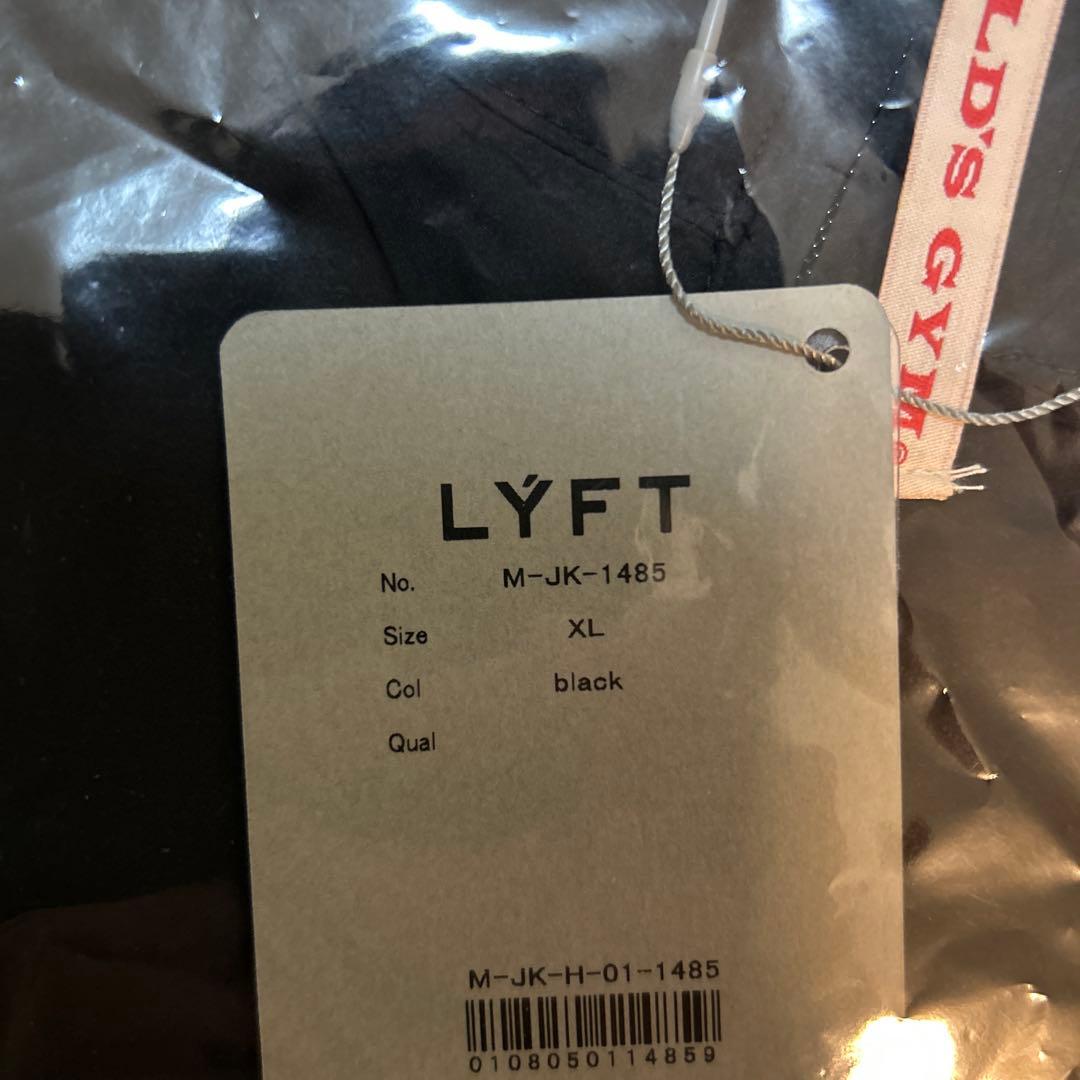 LD'S GYM®
LÝFT
No. M-JK-1485
Size XL
Col black
Qual
M-JK-H-01-1485
0108050114859